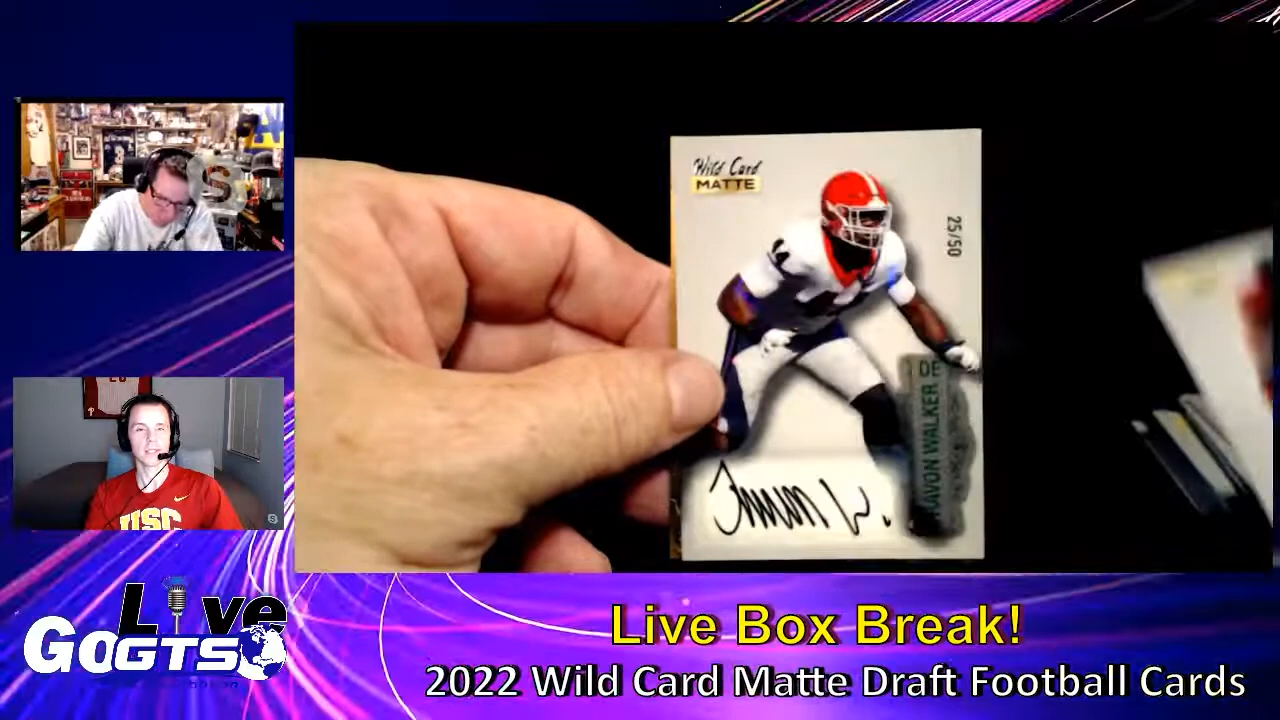 Wild Card
MATTE
25/50
AVON WALKER DE
USC
Live
GOGTS
Live Box Break!
2022 Wild Card Matte Draft Football Cards